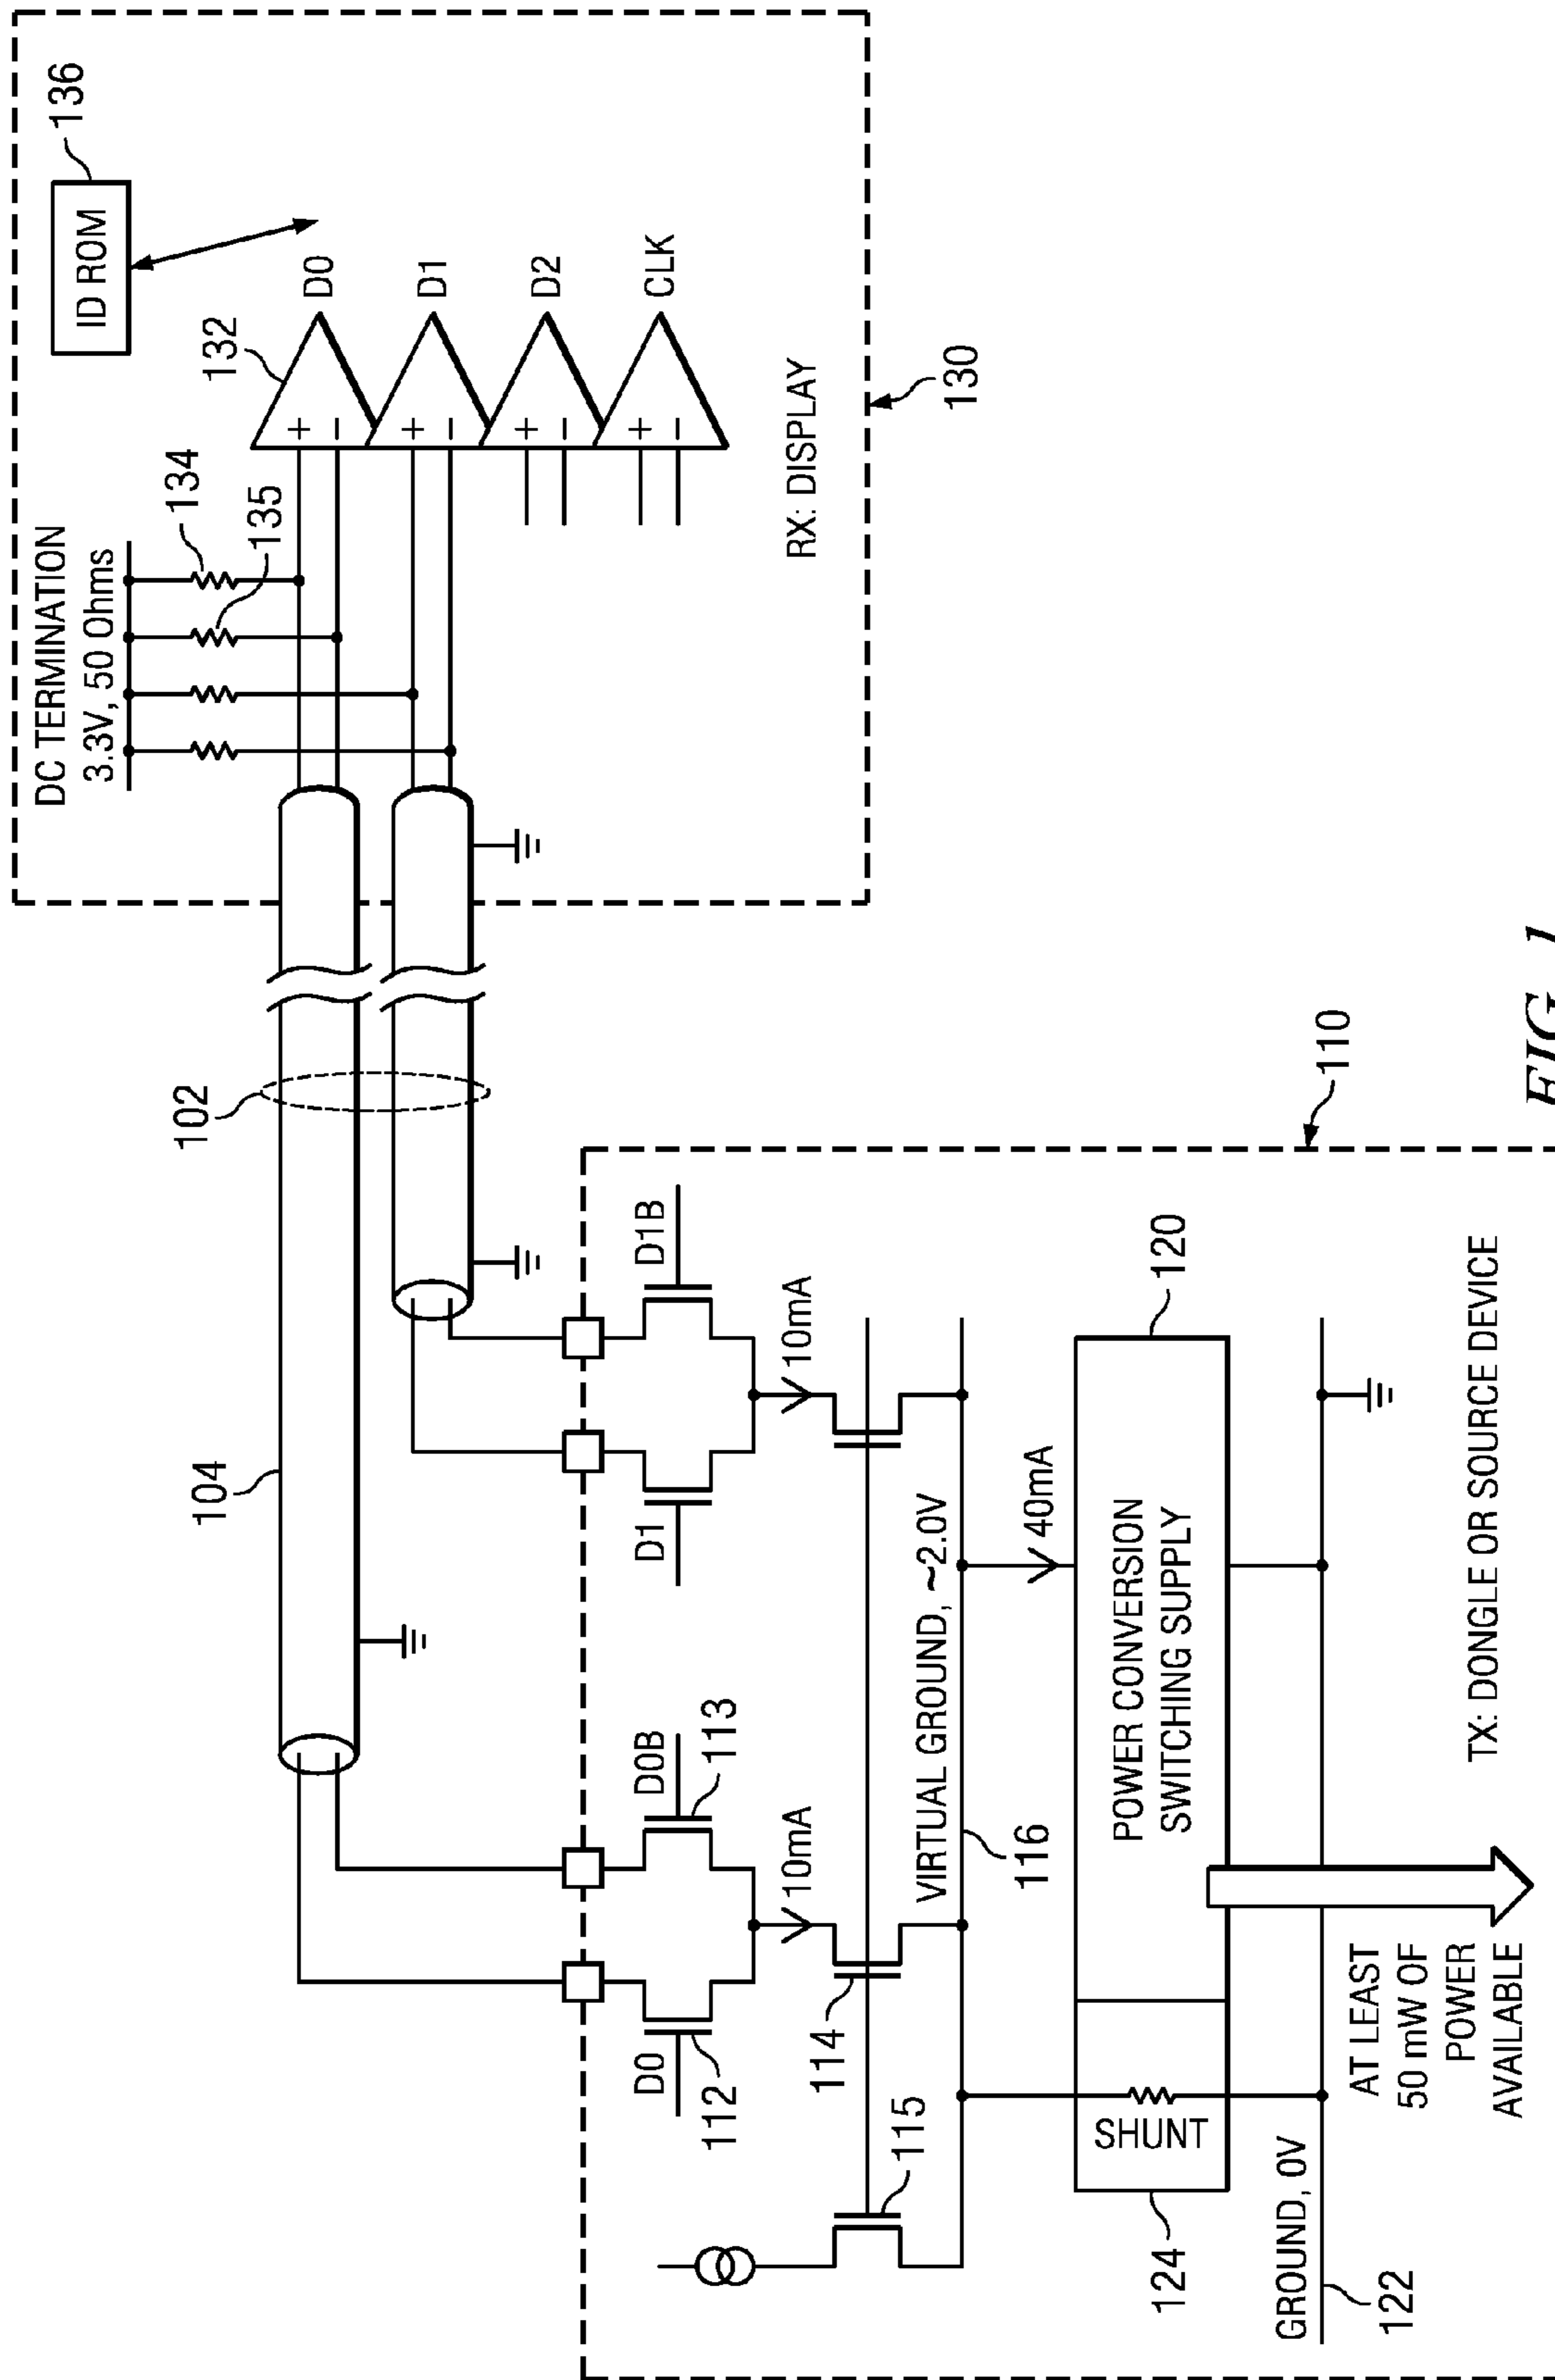 136
ID ROM
DC TERMINATION
3.3V, 50 Ohms
134
135
132
+
−
D0
+
−
D1
+
−
D2
+
−
CLK
RX: DISPLAY
130
102
104
D0
112
D0B
113
D1
D1B
10mA
10mA
114
115
VIRTUAL GROUND, ~2.0V
116
40mA
110
POWER CONVERSION
SWITCHING SUPPLY
120
SHUNT
124
GROUND, 0V
122
AT LEAST
50 mW OF
POWER
AVAILABLE
TX: DONGLE OR SOURCE DEVICE
FIG. 1